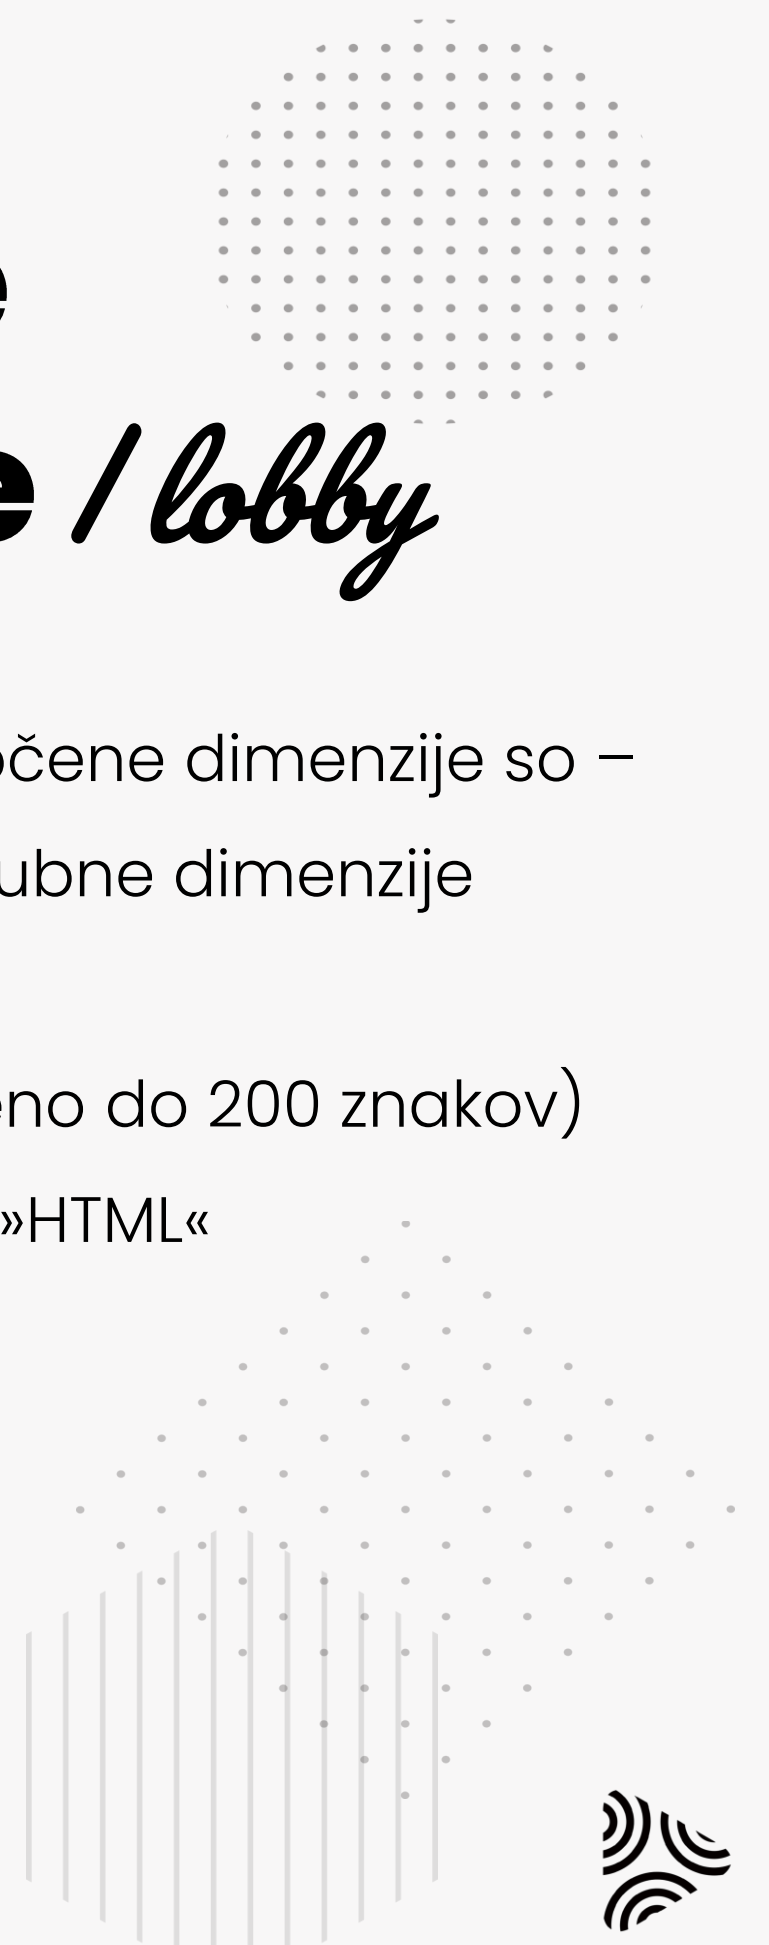 e
e / lobby
očene dimenzije so –
ubne dimenzije
eno do 200 znakov)
»HTML«